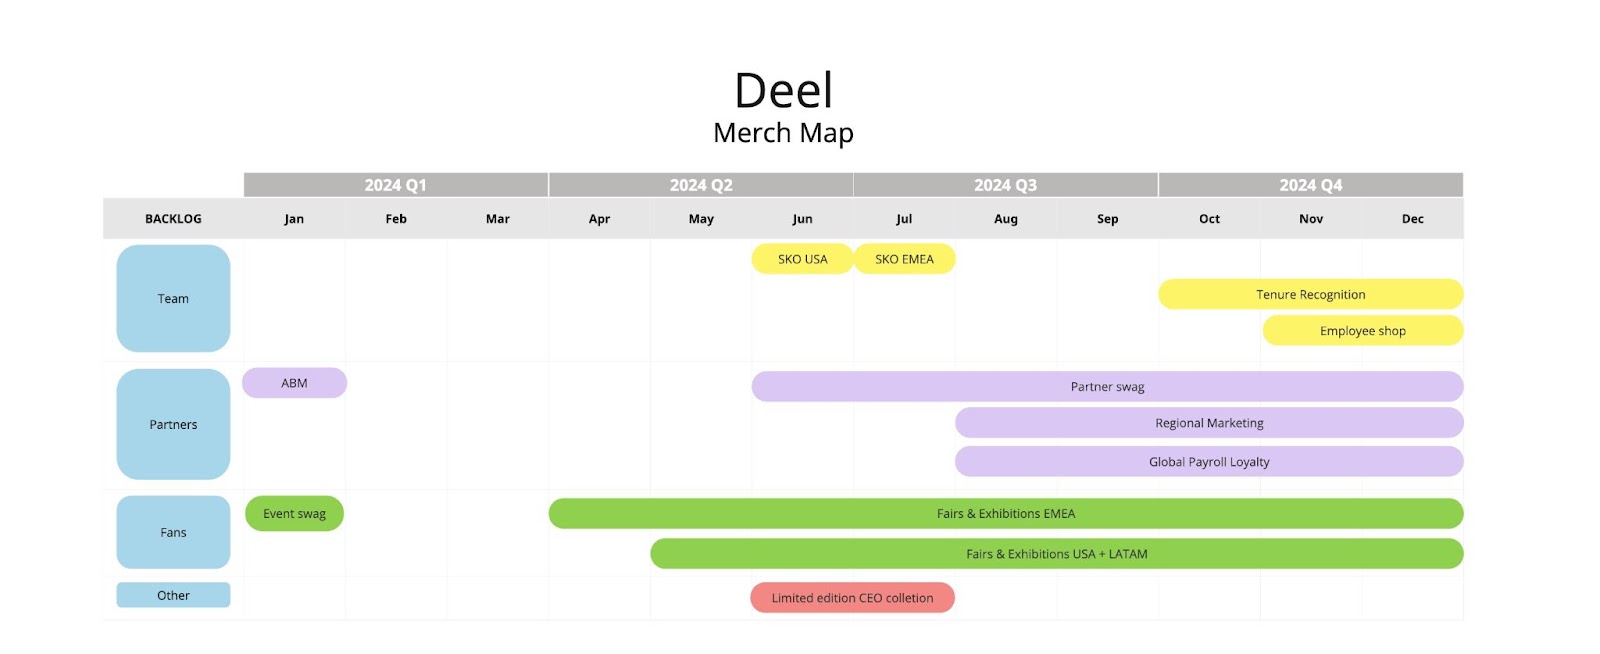 Deel
Merch Map
2024 Q1 2024 Q2 2024 Q3 2024 Q4
BACKLOG Jan Feb Mar Apr May Jun Jul Aug Sep Oct Nov Dec
Team
SKO USA SKO EMEA
Tenure Recognition
Employee shop
Partners
ABM
Partner swag
Regional Marketing
Global Payroll Loyalty
Fans
Event swag
Fairs & Exhibitions EMEA
Fairs & Exhibitions USA + LATAM
Other
Limited edition CEO colletion